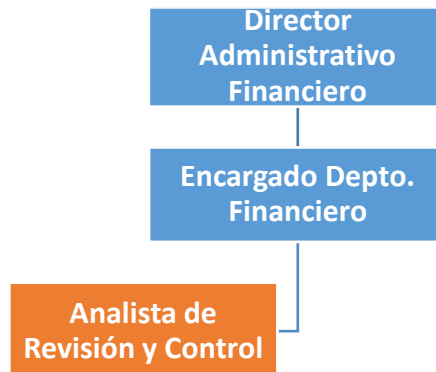 Director
Administrativo
Financiero
Encargado Depto.
Financiero
Analista de
Revisión y Control